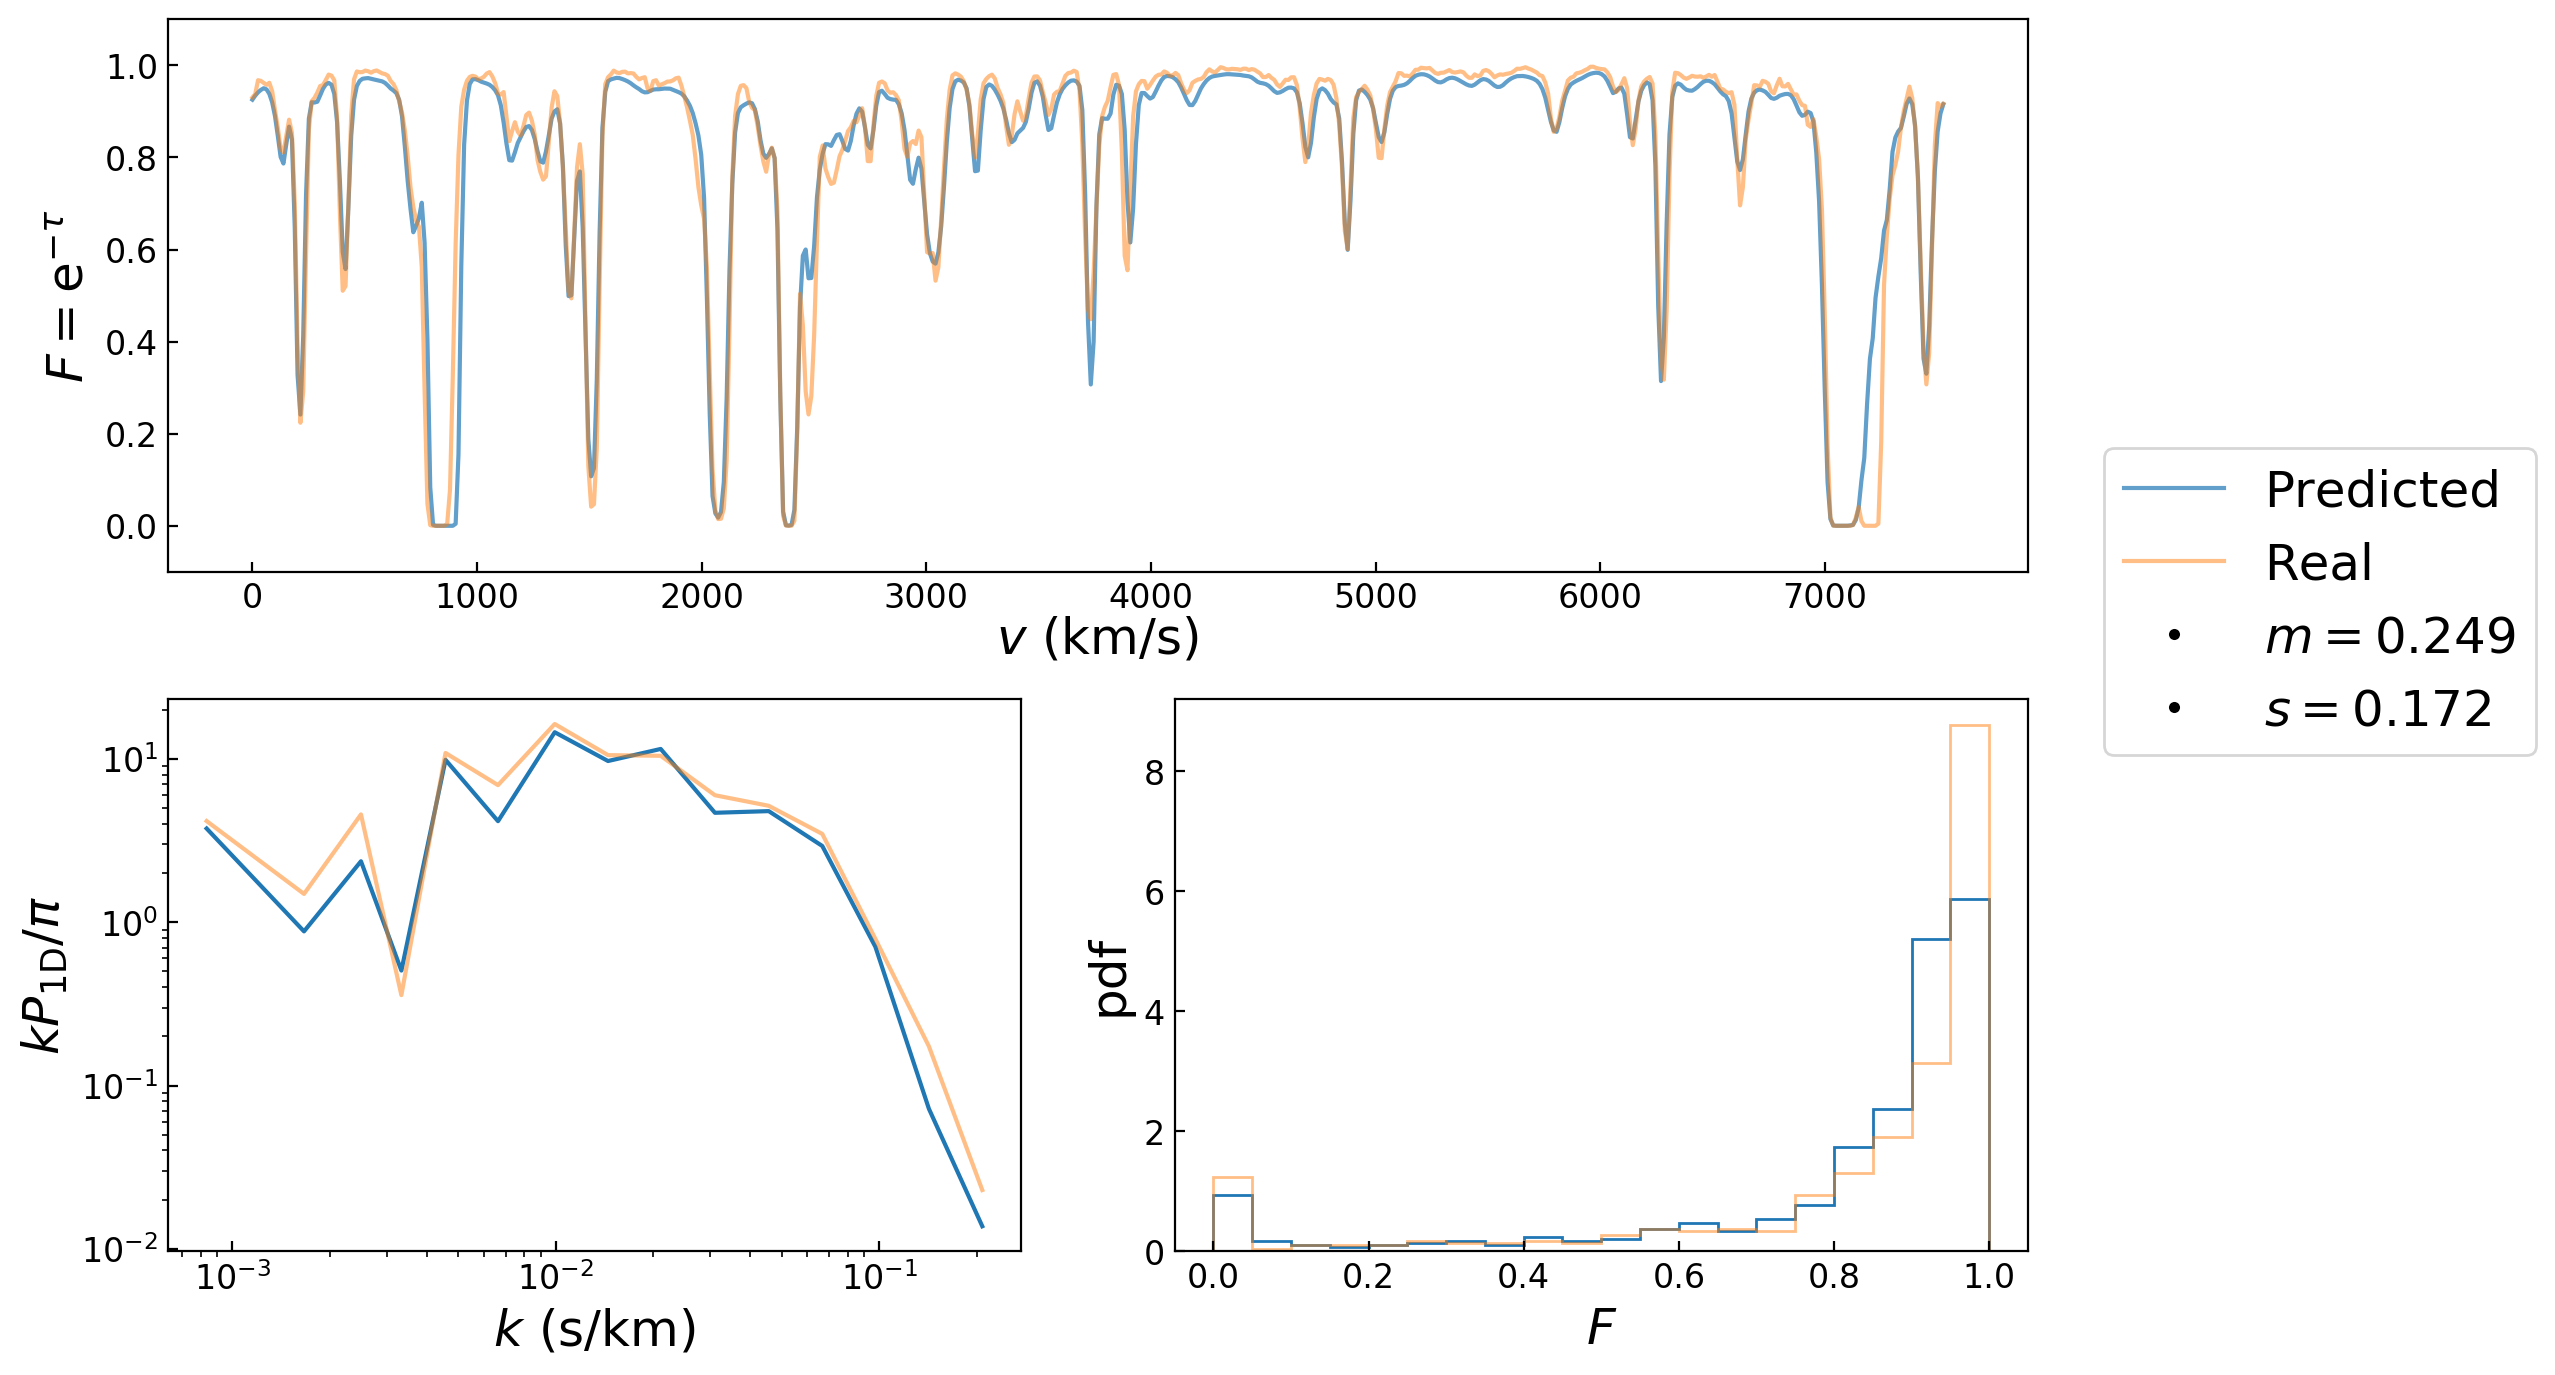 1.0
0.8
0.6
0.4
0.2
0.0
F = e^{-τ}
0 1000 2000 3000 4000 5000 6000 7000
v (km/s)
Predicted
Real
m = 0.249
s = 0.172
10^1
10^0
10^{-1}
10^{-2}
kP_{1D}/π
10^{-3} 10^{-2} 10^{-1}
k (s/km)
8
6
4
2
0
pdf
0.0 0.2 0.4 0.6 0.8 1.0
F